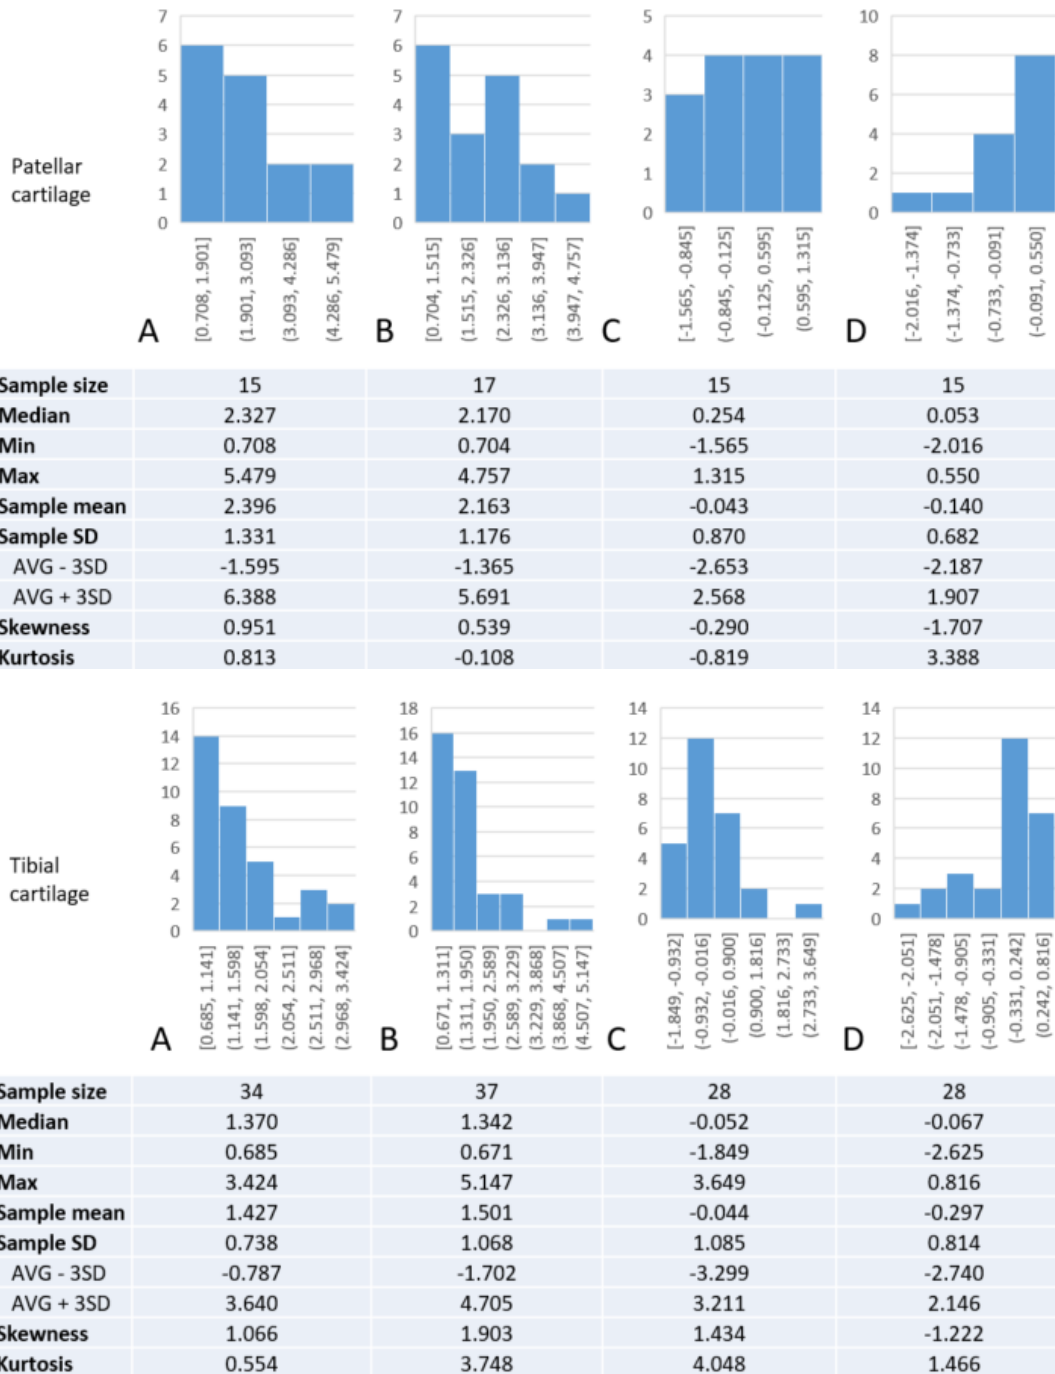 7 7 5 10
6 6 4 8
5 5 3 6
4 4 2 4
3 3 1 2
2 2 0 0
1 1
0 0
Patellar
cartilage
[0.708, 1.901] (1.901, 3.093] (3.093, 4.286] (4.286, 5.479]
[0.704, 1.515] (1.515, 2.326] (2.326, 3.136] (3.136, 3.947] (3.947, 4.757]
[-1.565, -0.845] (-0.845, -0.125] (-0.125, 0.595] (0.595, 1.315]
[-2.016, -1.374] (-1.374, -0.733] (-0.733, -0.091] (-0.091, 0.550]
A B C D
Sample size 15 17 15 15
Median 2.327 2.170 0.254 0.053
Min 0.708 0.704 -1.565 -2.016
Max 5.479 4.757 1.315 0.550
Sample mean 2.396 2.163 -0.043 -0.140
Sample SD 1.331 1.176 0.870 0.682
AVG - 3SD -1.595 -1.365 -2.653 -2.187
AVG + 3SD 6.388 5.691 2.568 1.907
Skewness 0.951 0.539 -0.290 -1.707
Kurtosis 0.813 -0.108 -0.819 3.388
16 18 14 14
14 16 12 12
12 14 10 10
10 12 8 8
8 10 6 6
6 8 4 4
4 6 2 2
2 4 0 0
0 2
0
Tibial
cartilage
[0.685, 1.141] (1.141, 1.598] (1.598, 2.054] (2.054, 2.511] (2.511, 2.968] (2.968, 3.424]
[0.671, 1.311] (1.311, 1.950] (1.950, 2.589] (2.589, 3.229] (3.229, 3.868] (3.868, 4.507] (4.507, 5.147]
[-1.849, -0.932] (-0.932, -0.016] (-0.016, 0.900] (0.900, 1.816] (1.816, 2.733] (2.733, 3.649]
[-2.625, -2.051] (-2.051, -1.478] (-1.478, -0.905] (-0.905, -0.331] (-0.331, 0.242] (0.242, 0.816]
A B C D
Sample size 34 37 28 28
Median 1.370 1.342 -0.052 -0.067
Min 0.685 0.671 -1.849 -2.625
Max 3.424 5.147 3.649 0.816
Sample mean 1.427 1.501 -0.044 -0.297
Sample SD 0.738 1.068 1.085 0.814
AVG - 3SD -0.787 -1.702 -3.299 -2.740
AVG + 3SD 3.640 4.705 3.211 2.146
Skewness 1.066 1.903 1.434 -1.222
Kurtosis 0.554 3.748 4.048 1.466